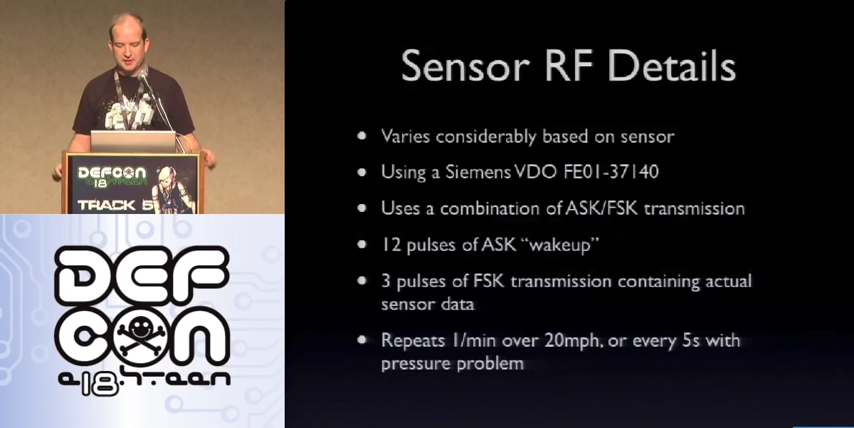 Sensor RF Details
• Varies considerably based on sensor
• Using a Siemens VDO FE01-37140
• Uses a combination of ASK/FSK transmission
• 12 pulses of ASK “wakeup”
• 3 pulses of FSK transmission containing actual
sensor data
• Repeats 1/min over 20mph, or every 5s with
pressure problem
DEFCON
18
TRACK 5
DEF
CON
e18hteen